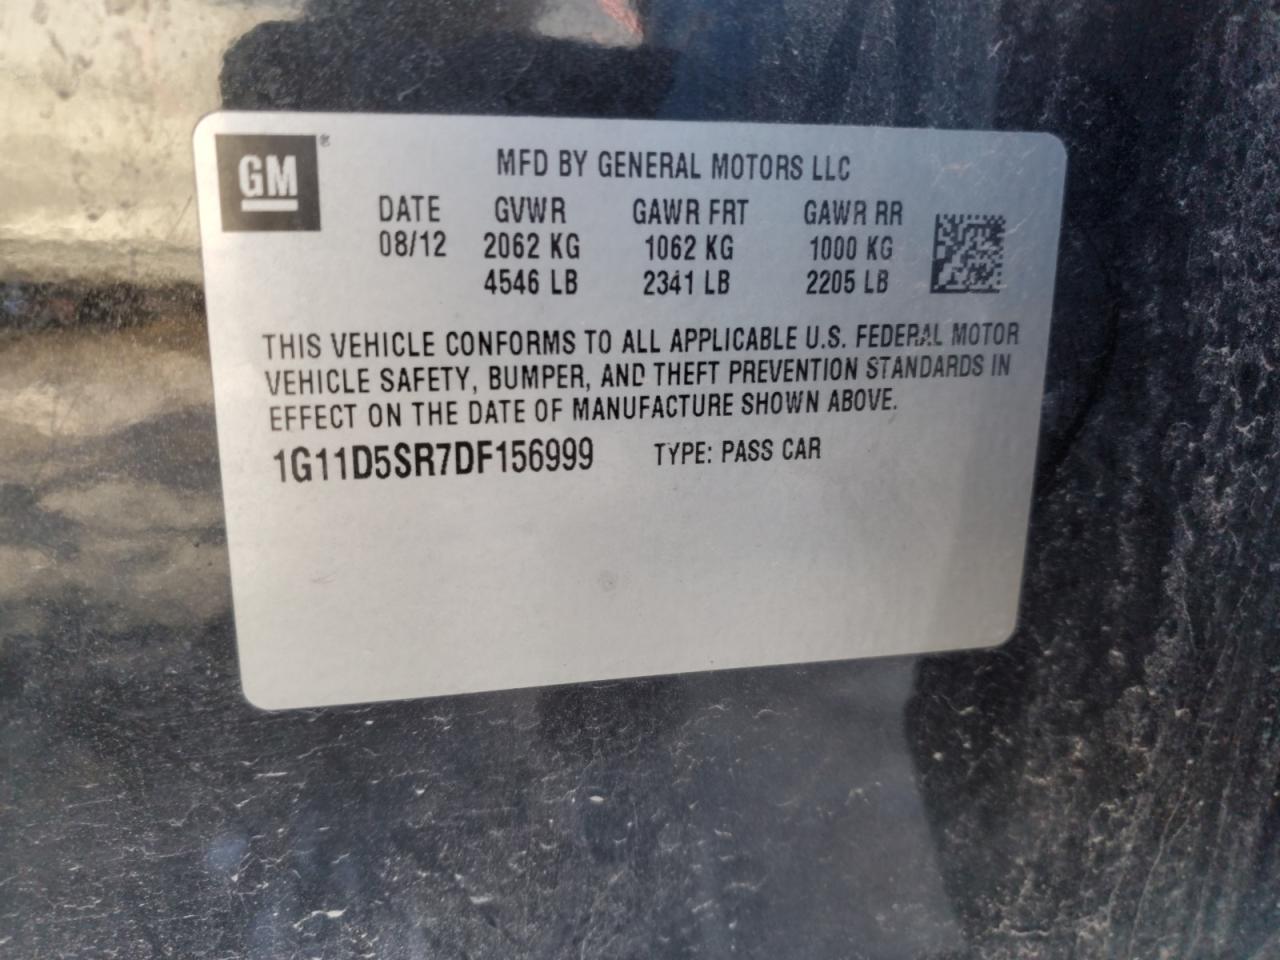 GM®
MFD BY GENERAL MOTORS LLC
DATE GVWR GAWR FRT GAWR RR
08/12 2062 KG 1062 KG 1000 KG
4546 LB 2341 LB 2205 LB
THIS VEHICLE CONFORMS TO ALL APPLICABLE U.S. FEDERAL MOTOR
VEHICLE SAFETY, BUMPER, AND THEFT PREVENTION STANDARDS IN
EFFECT ON THE DATE OF MANUFACTURE SHOWN ABOVE.
1G11D5SR7DF156999 TYPE: PASS CAR